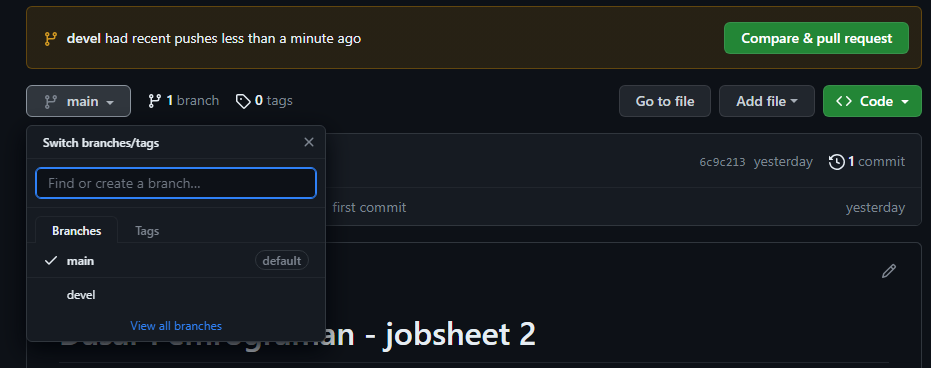 devel had recent pushes less than a minute ago
Compare & pull request
main
1 branch
0 tags
Go to file
Add file
Code
Switch branches/tags
6c9c213 yesterday
1 commit
Find or create a branch...
first commit
yesterday
Branches
Tags
main
default
devel
View all branches
- jobsheet 2